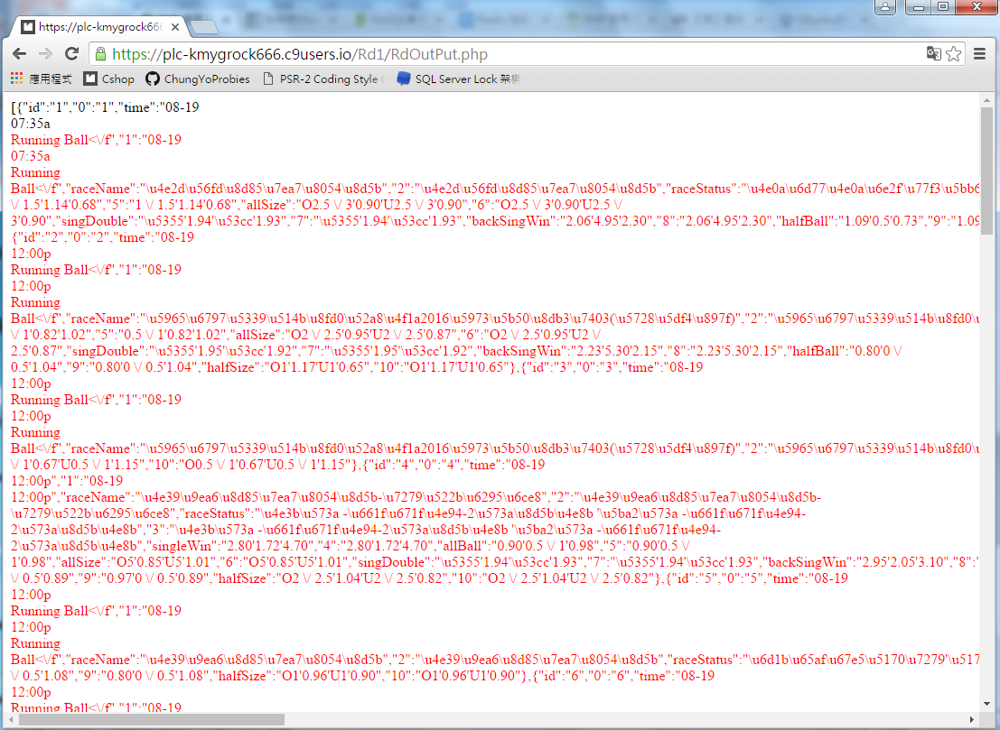 https://plc-kmygrock666
https://plc-kmygrock666.c9users.io/Rd1/RdOutPut.php
應用程式 Cshop ChungYoProbies PSR-2 Coding Style SQL Server Lock 架構
[{"id":"1","0":"1","time":"08-19
07:35a
Running Ball<\/f","1":"08-19
07:35a
Running
Ball<\/f","raceName":"\u4e2d\u56fd\u8d85\u7ea7\u8054\u8d5b","2":"\u4e2d\u56fd\u8d85\u7ea7\u8054\u8d5b","raceStatus":"\u4e0a\u6d77\u4e0a\u6e2f'\u77f3\u5bb6
\/ 1.5'1.14'0.68","5":"1 \/ 1.5'1.14'0.68","allSize":"O2.5 \/ 3'0.90'U2.5 \/ 3'0.90","6":"O2.5 \/ 3'0.90'U2.5 \/
3'0.90","singDouble":"\u5355'1.94'\u53cc'1.93","7":"\u5355'1.94'\u53cc'1.93","backSingWin":"2.06'4.95'2.30","8":"2.06'4.95'2.30","halfBall":"1.09'0.5'0.73","9":"1.09
{"id":"2","0":"2","time":"08-19
12:00p
Running Ball<\/f","1":"08-19
12:00p
Running
Ball<\/f","raceName":"\u5965\u6797\u5339\u514b\u8fd0\u52a8\u4f1a2016\u5973\u5b50\u8db3\u7403(\u5728\u5df4\u897f)","2":"\u5965\u6797\u5339\u514b\u8fd0\u
\/ 1'0.82'1.02","5":"0.5 \/ 1'0.82'1.02","allSize":"O2 \/ 2.5'0.95'U2 \/ 2.5'0.87","6":"O2 \/ 2.5'0.95'U2 \/
2.5'0.87","singDouble":"\u5355'1.95'\u53cc'1.92","7":"\u5355'1.95'\u53cc'1.92","backSingWin":"2.23'5.30'2.15","8":"2.23'5.30'2.15","halfBall":"0.80'0 \/
0.5'1.04","9":"0.80'0 \/ 0.5'1.04","halfSize":"O1'1.17'U1'0.65","10":"O1'1.17'U1'0.65"},{"id":"3","0":"3","time":"08-19
12:00p
Running Ball<\/f","1":"08-19
12:00p
Running
Ball<\/f","raceName":"\u5965\u6797\u5339\u514b\u8fd0\u52a8\u4f1a2016\u5973\u5b50\u8db3\u7403(\u5728\u5df4\u897f)","2":"\u5965\u6797\u5339\u514b\u8fd0\u
\/ 1'0.67'U0.5 \/ 1'1.15","10":"O0.5 \/ 1'0.67'U0.5 \/ 1'1.15"},{"id":"4","0":"4","time":"08-19
12:00p","1":"08-19
12:00p","raceName":"\u4e39\u9ea6\u8d85\u7ea7\u8054\u8d5b-\u7279\u522b\u6295\u6ce8","2":"\u4e39\u9ea6\u8d85\u7ea7\u8054\u8d5b-
\u7279\u522b\u6295\u6ce8","raceStatus":"\u4e3b\u573a -\u661f\u671f\u4e94-2\u573a\u8d5b\u4e8b '\u5ba2\u573a -\u661f\u671f\u4e94-
2\u573a\u8d5b\u4e8b","3":"\u4e3b\u573a -\u661f\u671f\u4e94-2\u573a\u8d5b\u4e8b '\u5ba2\u573a -\u661f\u671f\u4e94-
2\u573a\u8d5b\u4e8b","singleWin":"2.80'1.72'4.70","4":"2.80'1.72'4.70","allBall":"0.90'0.5 \/ 1'0.98","5":"0.90'0.5 \/
1'0.98","allSize":"O5'0.85'U5'1.01","6":"O5'0.85'U5'1.01","singDouble":"\u5355'1.94'\u53cc'1.93","7":"\u5355'1.94'\u53cc'1.93","backSingWin":"2.95'2.05'3.10","8":"
\/ 0.5'0.89","9":"0.97'0 \/ 0.5'0.89","halfSize":"O2 \/ 2.5'1.04'U2 \/ 2.5'0.82","10":"O2 \/ 2.5'1.04'U2 \/ 2.5'0.82"},{"id":"5","0":"5","time":"08-19
12:00p
Running Ball<\/f","1":"08-19
12:00p
Running
Ball<\/f","raceName":"\u4e39\u9ea6\u8d85\u7ea7\u8054\u8d5b","2":"\u4e39\u9ea6\u8d85\u7ea7\u8054\u8d5b","raceStatus":"\u6d1b\u65af\u67e5\u5170\u7279'\u517
\/ 0.5'1.08","9":"0.80'0 \/ 0.5'1.08","halfSize":"O1'0.96'U1'0.90","10":"O1'0.96'U1'0.90"},{"id":"6","0":"6","time":"08-19
12:00p
Running Ball<\/f","1":"08-19